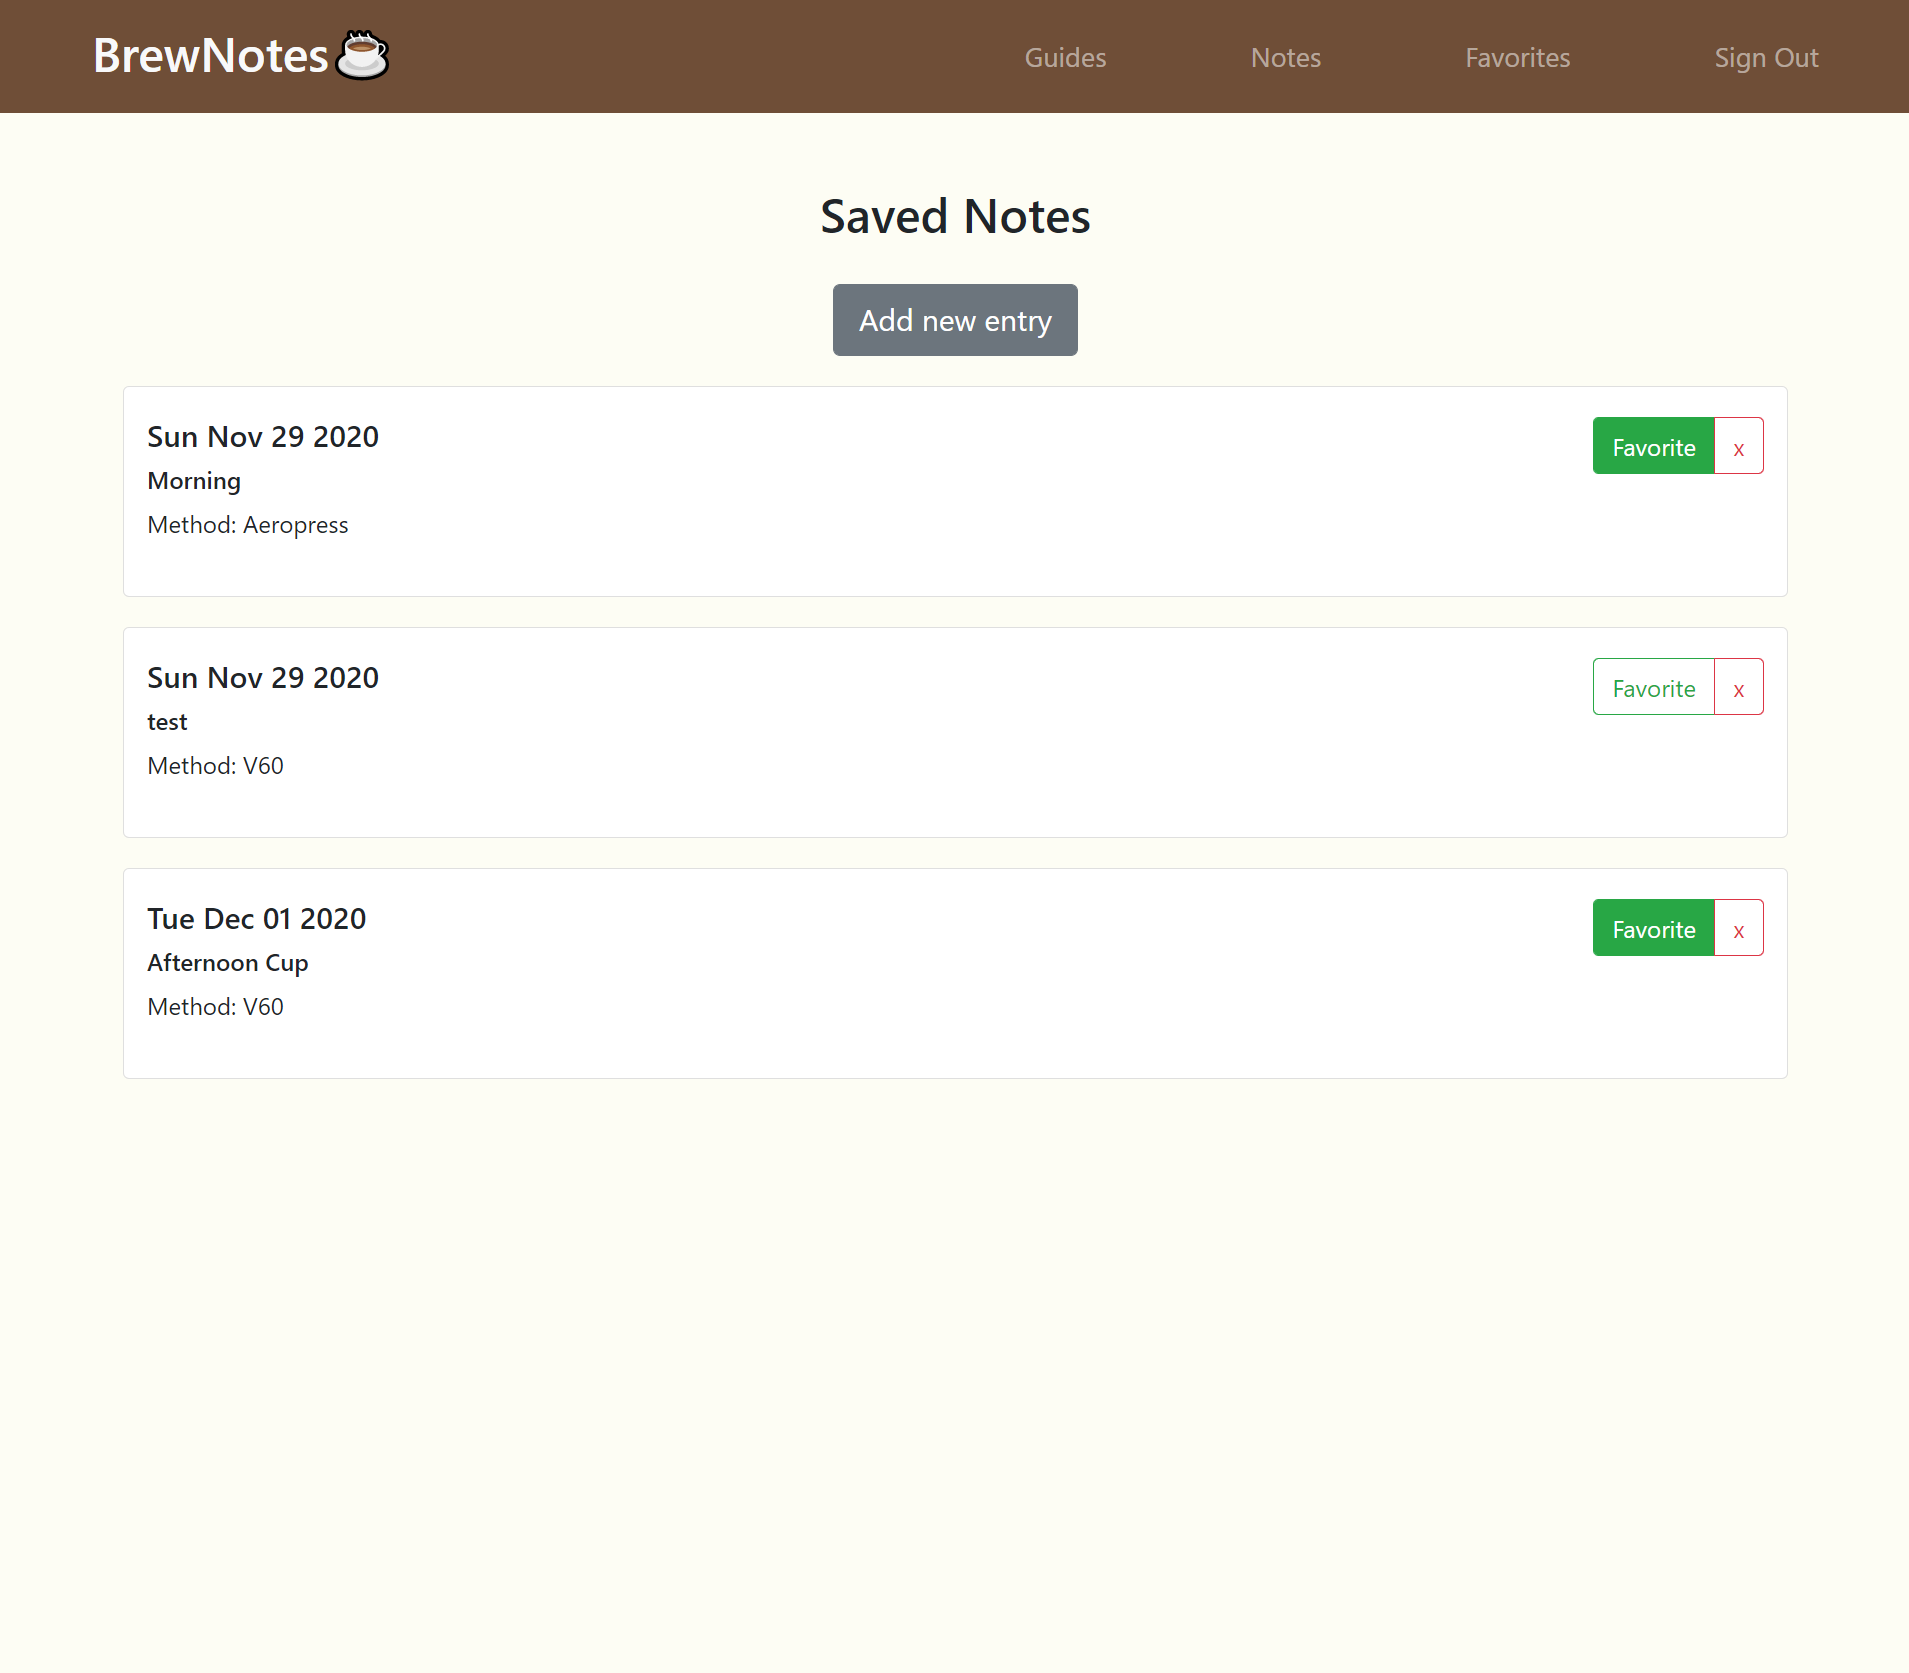 BrewNotes
Guides Notes Favorites Sign Out
Saved Notes
Add new entry
Sun Nov 29 2020
Favorite x
Morning
Method: Aeropress
Sun Nov 29 2020
Favorite x
test
Method: V60
Tue Dec 01 2020
Favorite x
Afternoon Cup
Method: V60